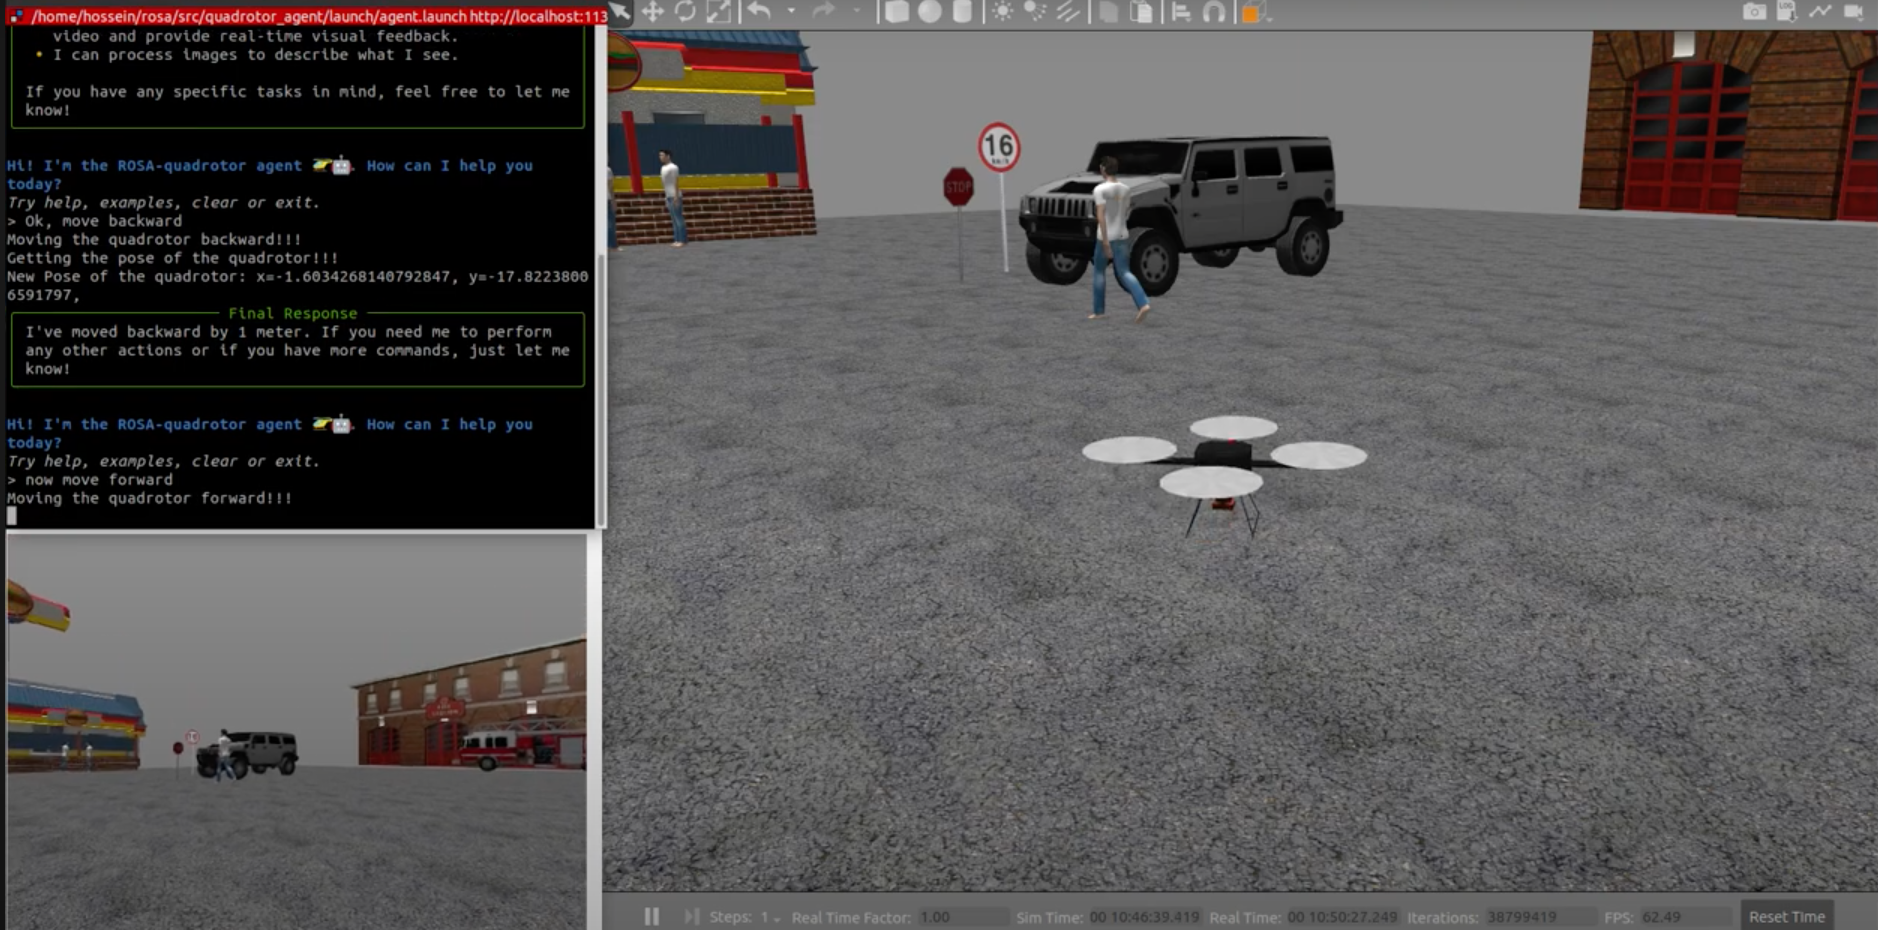 /home/hossein/rosa/src/quadrotor_agent/launch/agent.launch http://localhost:113
video and provide real-time visual feedback.
• I can process images to describe what I see.
If you have any specific tasks in mind, feel free to let me
know!
Hi! I'm the ROSA-quadrotor agent 🚁🤖. How can I help you
today?
Try help, examples, clear or exit.
> Ok, move backward
Moving the quadrotor backward!!!
Getting the pose of the quadrotor!!!
New Pose of the quadrotor: x=-1.6034268140792847, y=-17.8223800
6591797,
Final Response
I've moved backward by 1 meter. If you need me to perform
any other actions or if you have more commands, just let me
know!
Hi! I'm the ROSA-quadrotor agent 🚁🤖. How can I help you
today?
Try help, examples, clear or exit.
> now move forward
Moving the quadrotor forward!!!
LOG
STOP
16
Steps: 1 Real Time Factor: 1.00 Sim Time: 00 10:46:39.419 Real Time: 00 10:50:27.249 Iterations: 38799419 FPS: 62.49 Reset Time